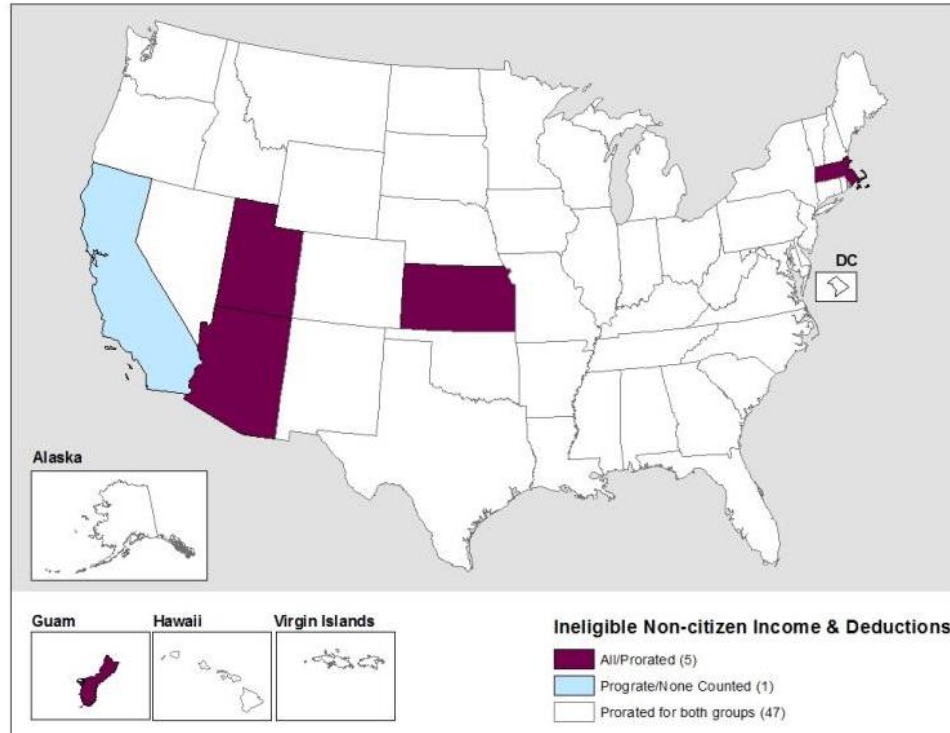 DC
Alaska
Guam
Hawaii
Virgin Islands
Ineligible Non-citizen Income & Deductions
All/Prorated (5)
Prograte/None Counted (1)
Prorated for both groups (47)